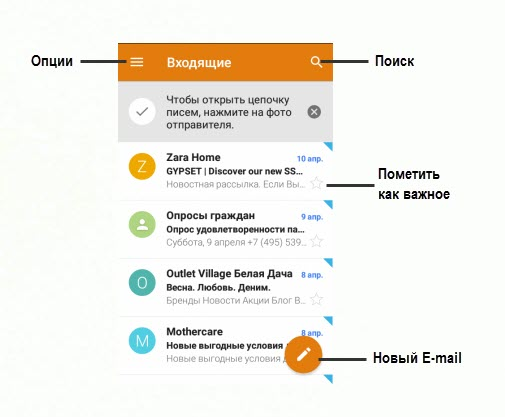 Опции
Входящие
Поиск
Чтобы открыть цепочку
писем, нажмите на фото
отправителя.
Z
Zara Home
10 апр.
GYPSET | Discover our new SS...
Новостная рассылка. Если Вы...
Пометить
как важное
Опросы граждан
9 апр.
Опрос удовлетворенности па...
Суббота, 9 апреля +7 (495) 539...
O
Outlet Village Белая Дача
8 апр.
Весна. Любовь. Деним.
Бренды Новости Акции Блог В...
M
Mothercare
8 апр.
Новые выгодные условия
Новые выгодные условия
Новый E-mail